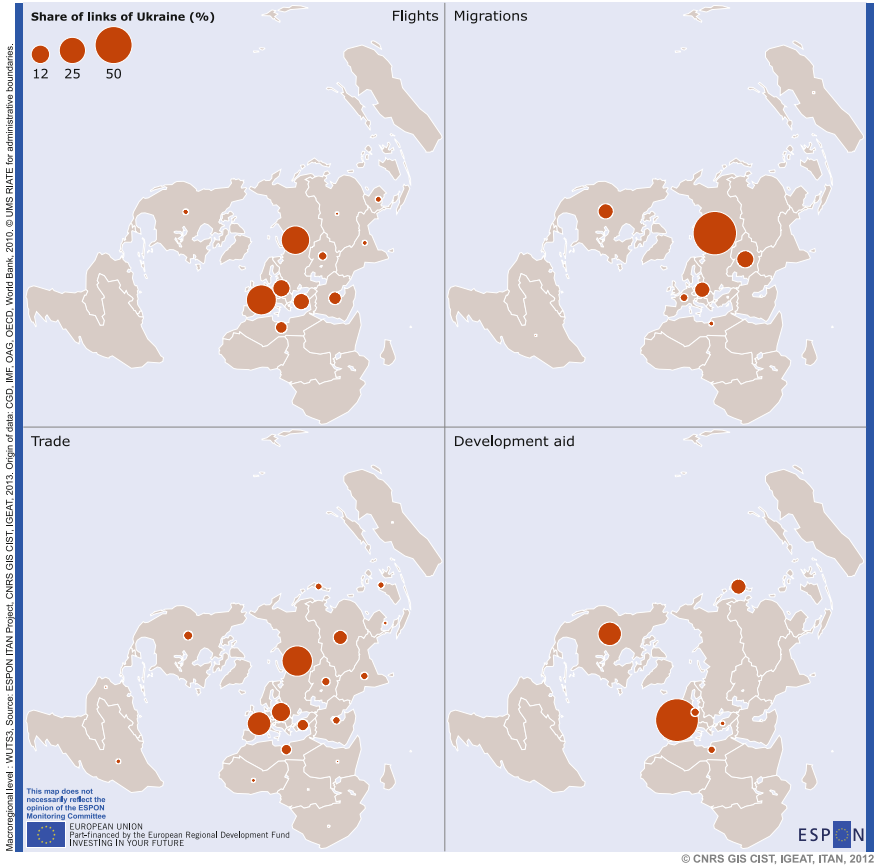 Share of links of Ukraine (%)
12 25 50
Flights
Migrations
Trade
Development aid
Macroregional level : WUTS3, Source: ESPON ITAN Project, CNRS GIS CIST, IGEAT, 2013. Origin of data: CGD, IMF, OAG, OECD, World Bank, 2010. © UMS RIATE for administrative boundaries.
This map does not
necessarily reflect the
opinion of the ESPON
Monitoring Committee
EUROPEAN UNION
Part-financed by the European Regional Development Fund
INVESTING IN YOUR FUTURE
ESPON
© CNRS GIS CIST, IGEAT, ITAN, 2012